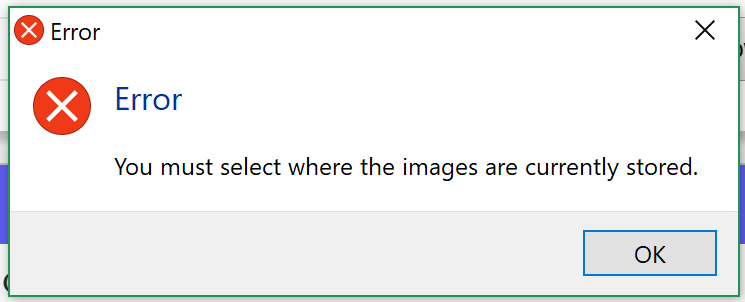 Error
Error
You must select where the images are currently stored.
OK